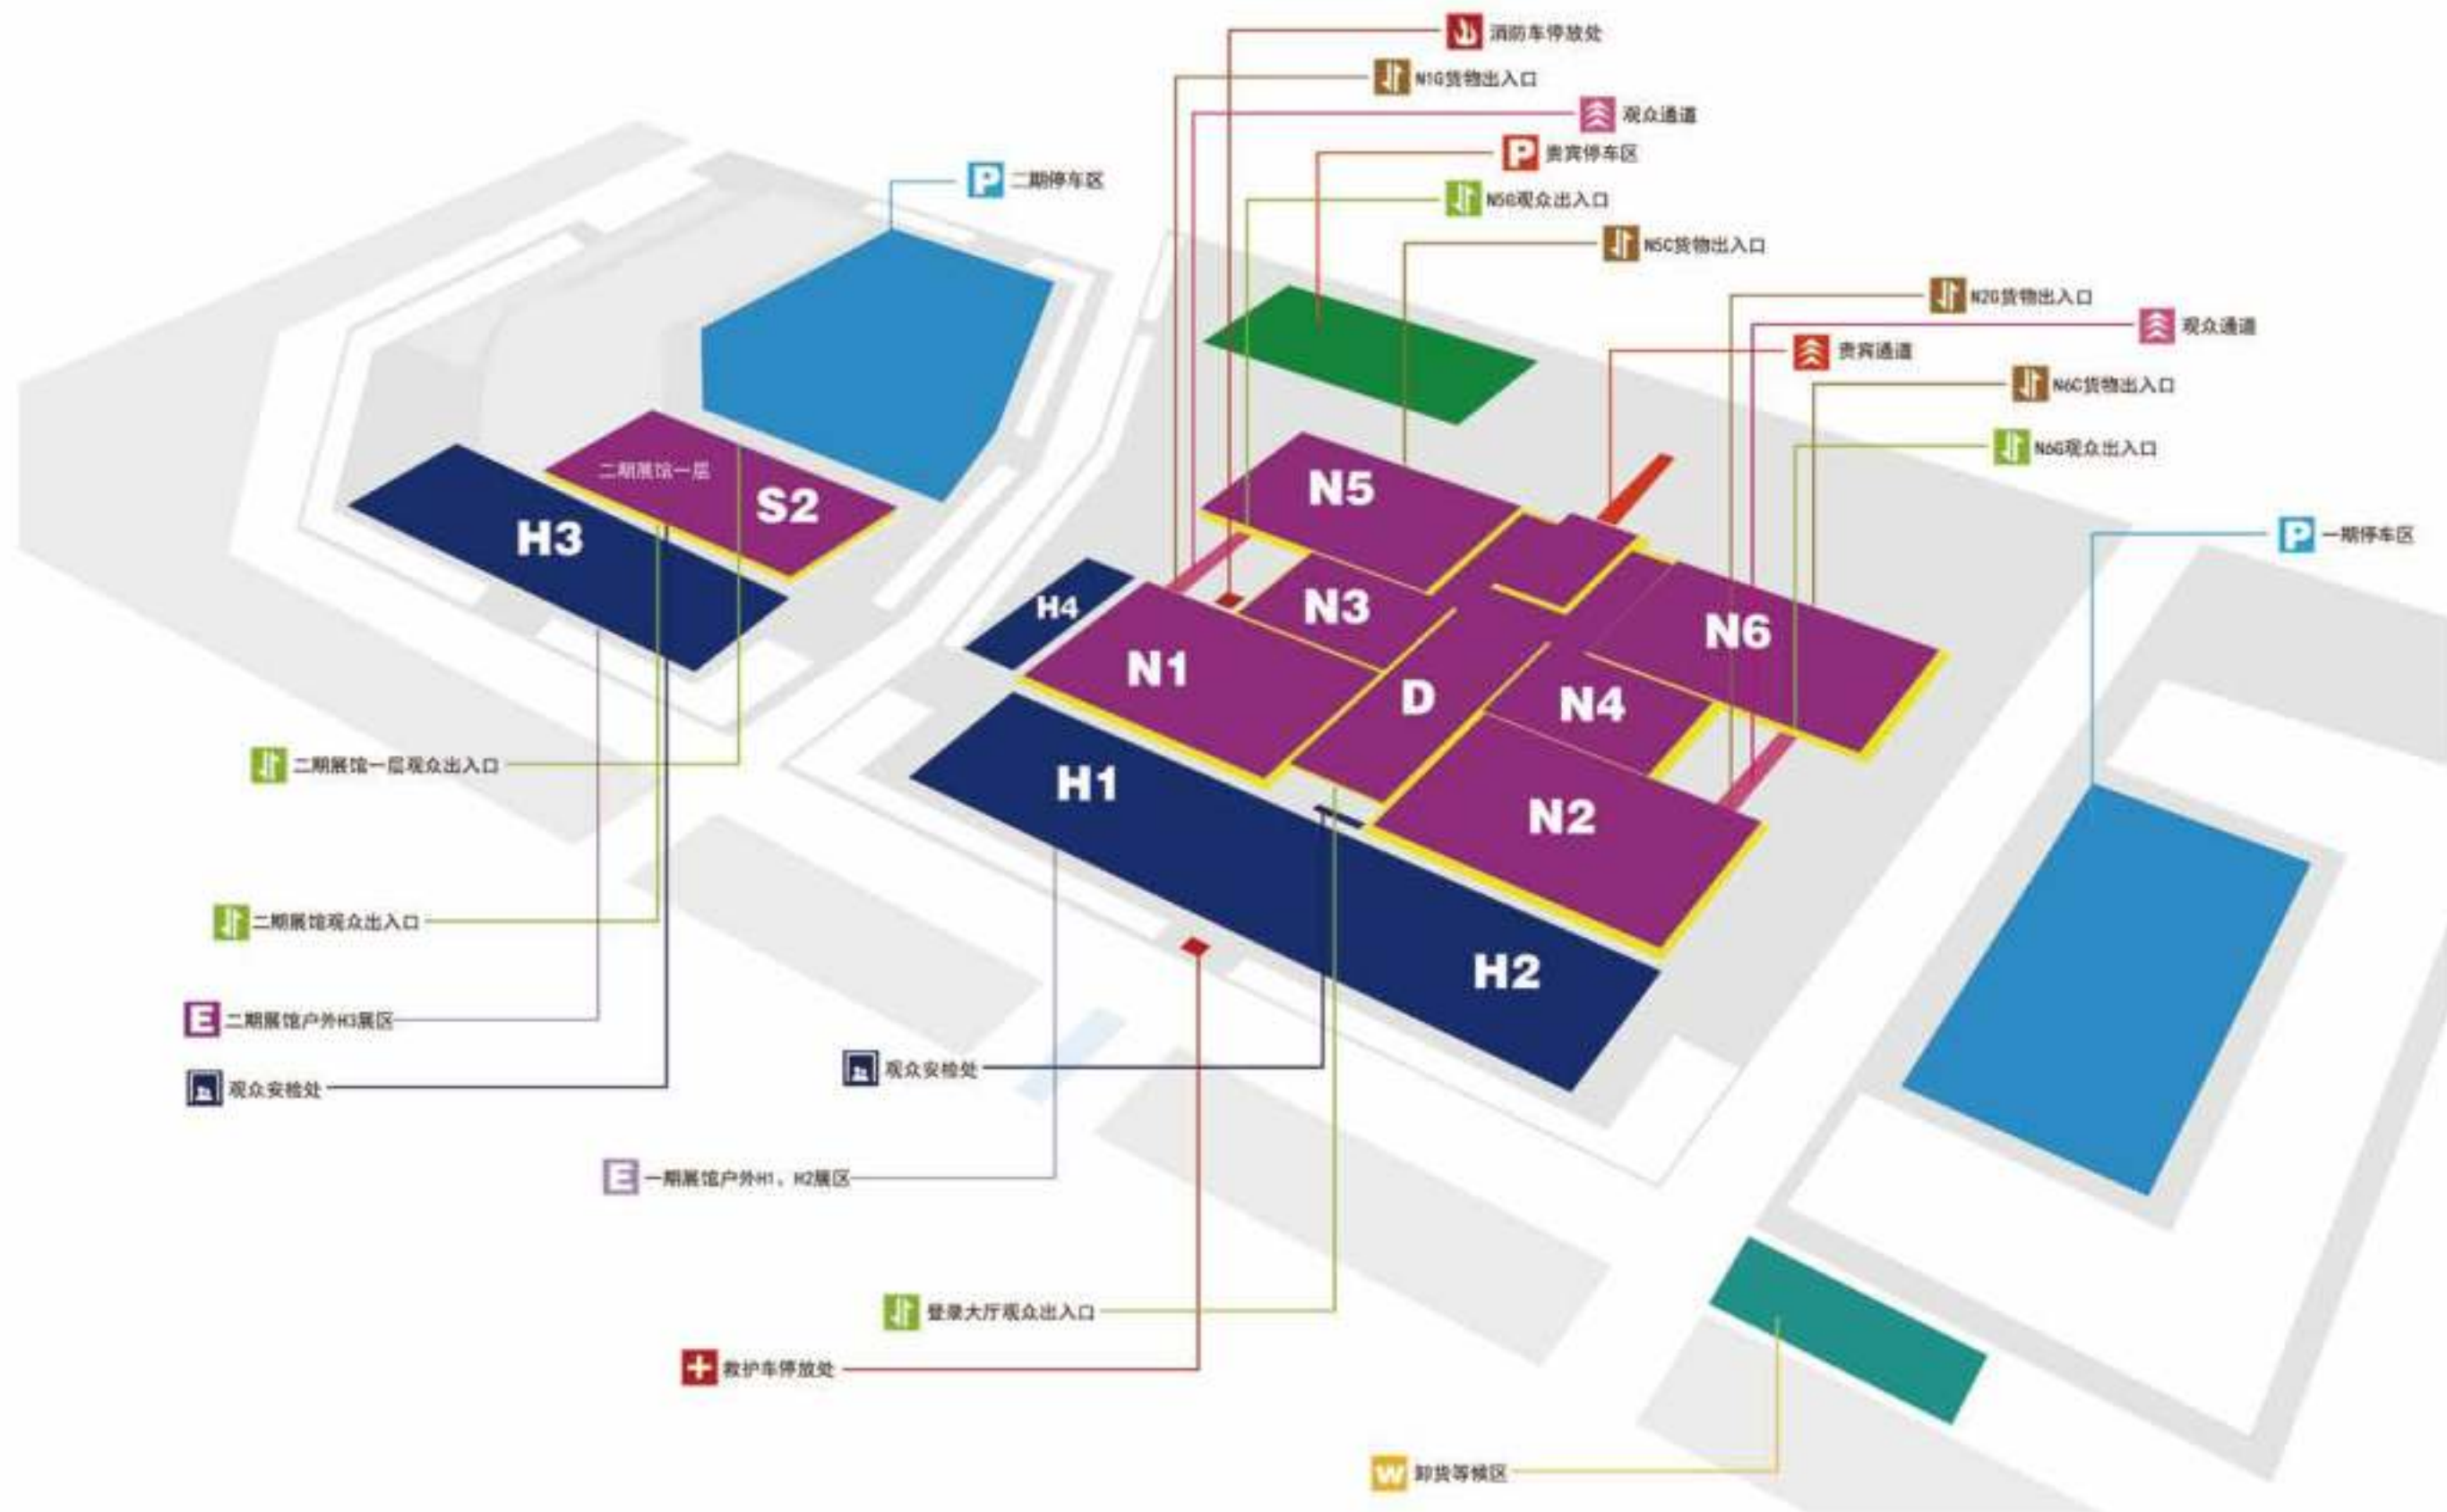 消防车停放处
N1G货物出入口
观众通道
P 贵宾停车区
P 二期停车区
N5G观众出入口
N5C货物出入口
N2G货物出入口
观众通道
贵宾通道
N6C货物出入口
N6G观众出入口
P 一期停车区
二期展馆一层
S2
H3
N5
H4
N3
N6
N1
D
N4
H1
N2
H2
二期展馆一层观众出入口
二期展馆观众出入口
E 二期展馆户外H3展区
观众安检处
观众安检处
E 一期展馆户外H1，H2展区
登录大厅观众出入口
救护车停放处
W 卸货等候区